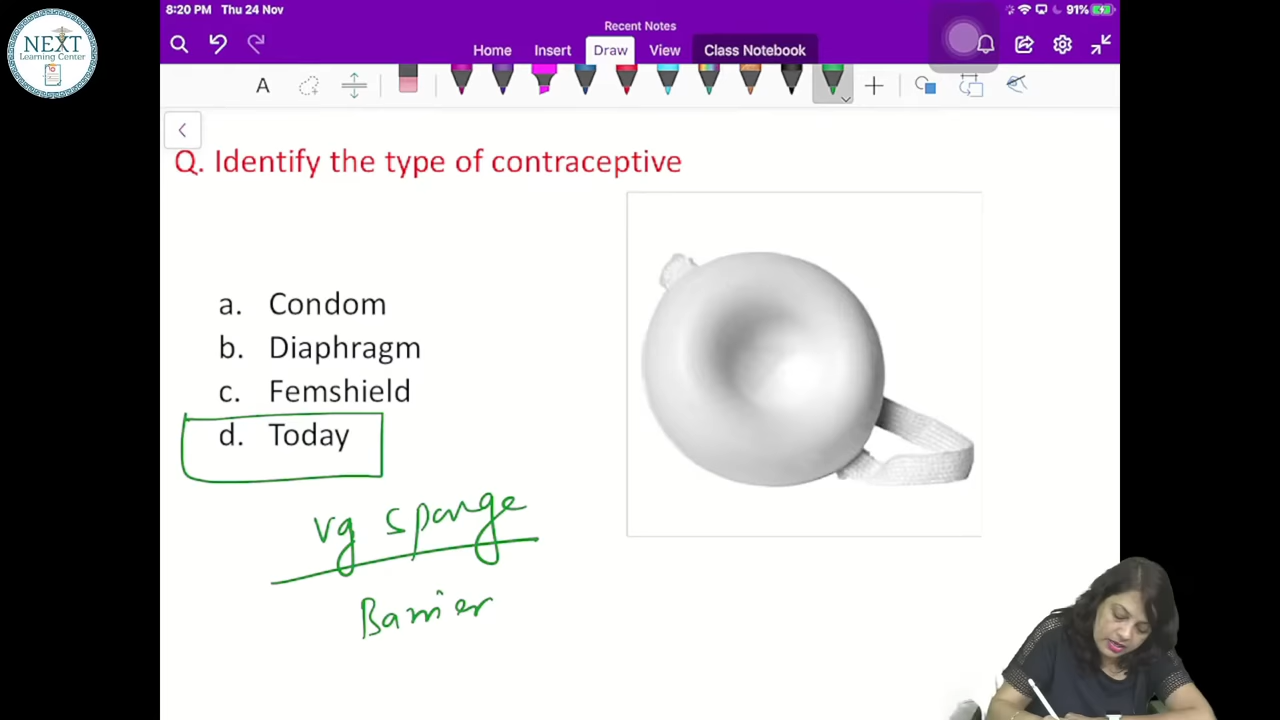 8:20 PM Thu 24 Nov
91%
NEXT
Learning Center
Recent Notes
Home Insert Draw View Class Notebook
A
Q. Identify the type of contraceptive
a. Condom
b. Diaphragm
c. Femshield
d. Today
vg sponge
Barrier